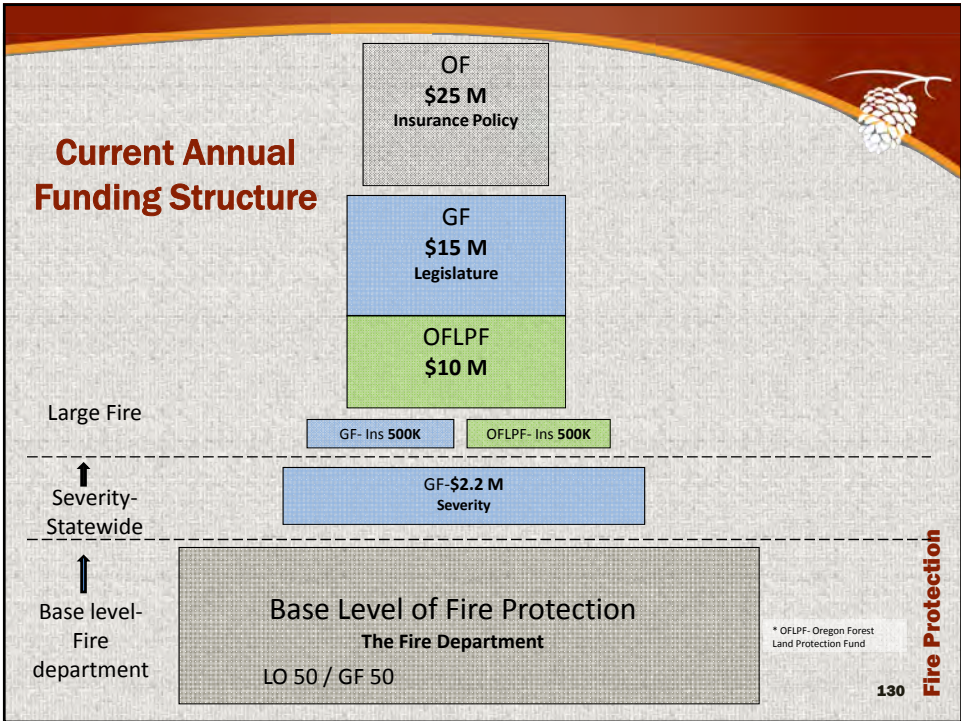 Current Annual
Funding Structure
OF
$25 M
Insurance Policy
GF
$15 M
Legislature
OFLPF
$10 M
Large Fire
GF- Ins 500K
OFLPF- Ins 500K
Severity-
Statewide
GF-$2.2 M
Severity
Base level-
Fire
department
Base Level of Fire Protection
The Fire Department
LO 50 / GF 50
* OFLPF- Oregon Forest
Land Protection Fund
130
Fire Protection